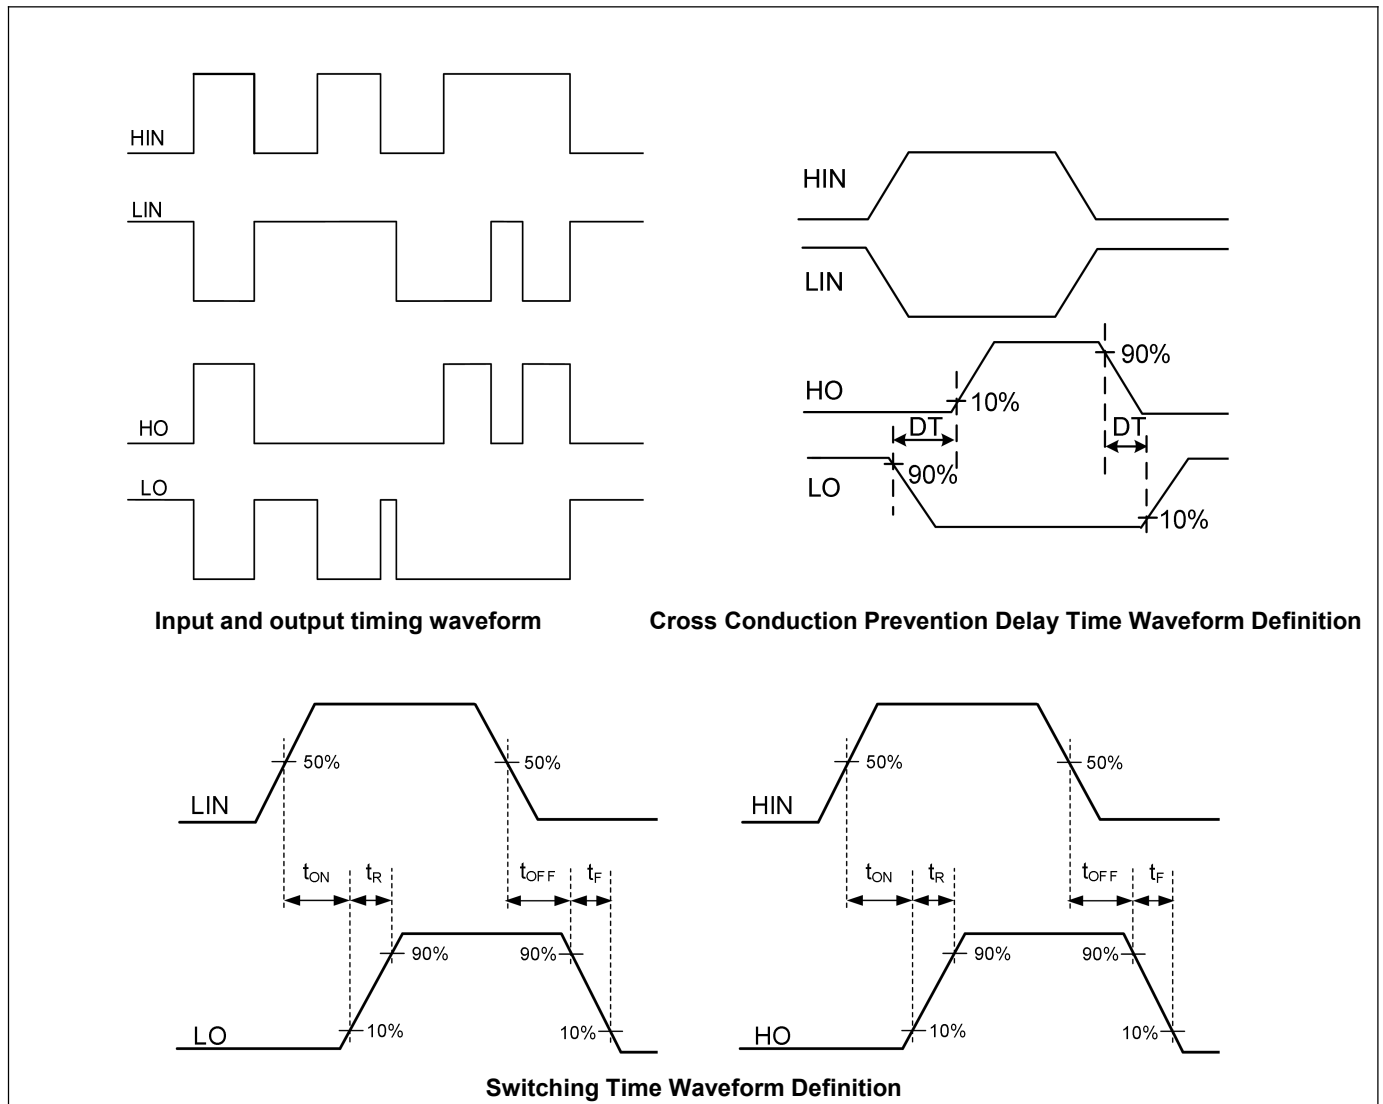 HIN
LIN
HO
LO
Input and output timing waveform
HIN
LIN
HO
10%
90%
DT
DT
LO
90%
10%
Cross Conduction Prevention Delay Time Waveform Definition
LIN
50%
50%
tON
tR
tOFF
tF
LO
10%
90%
90%
10%
HIN
50%
50%
tON
tR
tOFF
tF
HO
10%
90%
90%
10%
Switching Time Waveform Definition